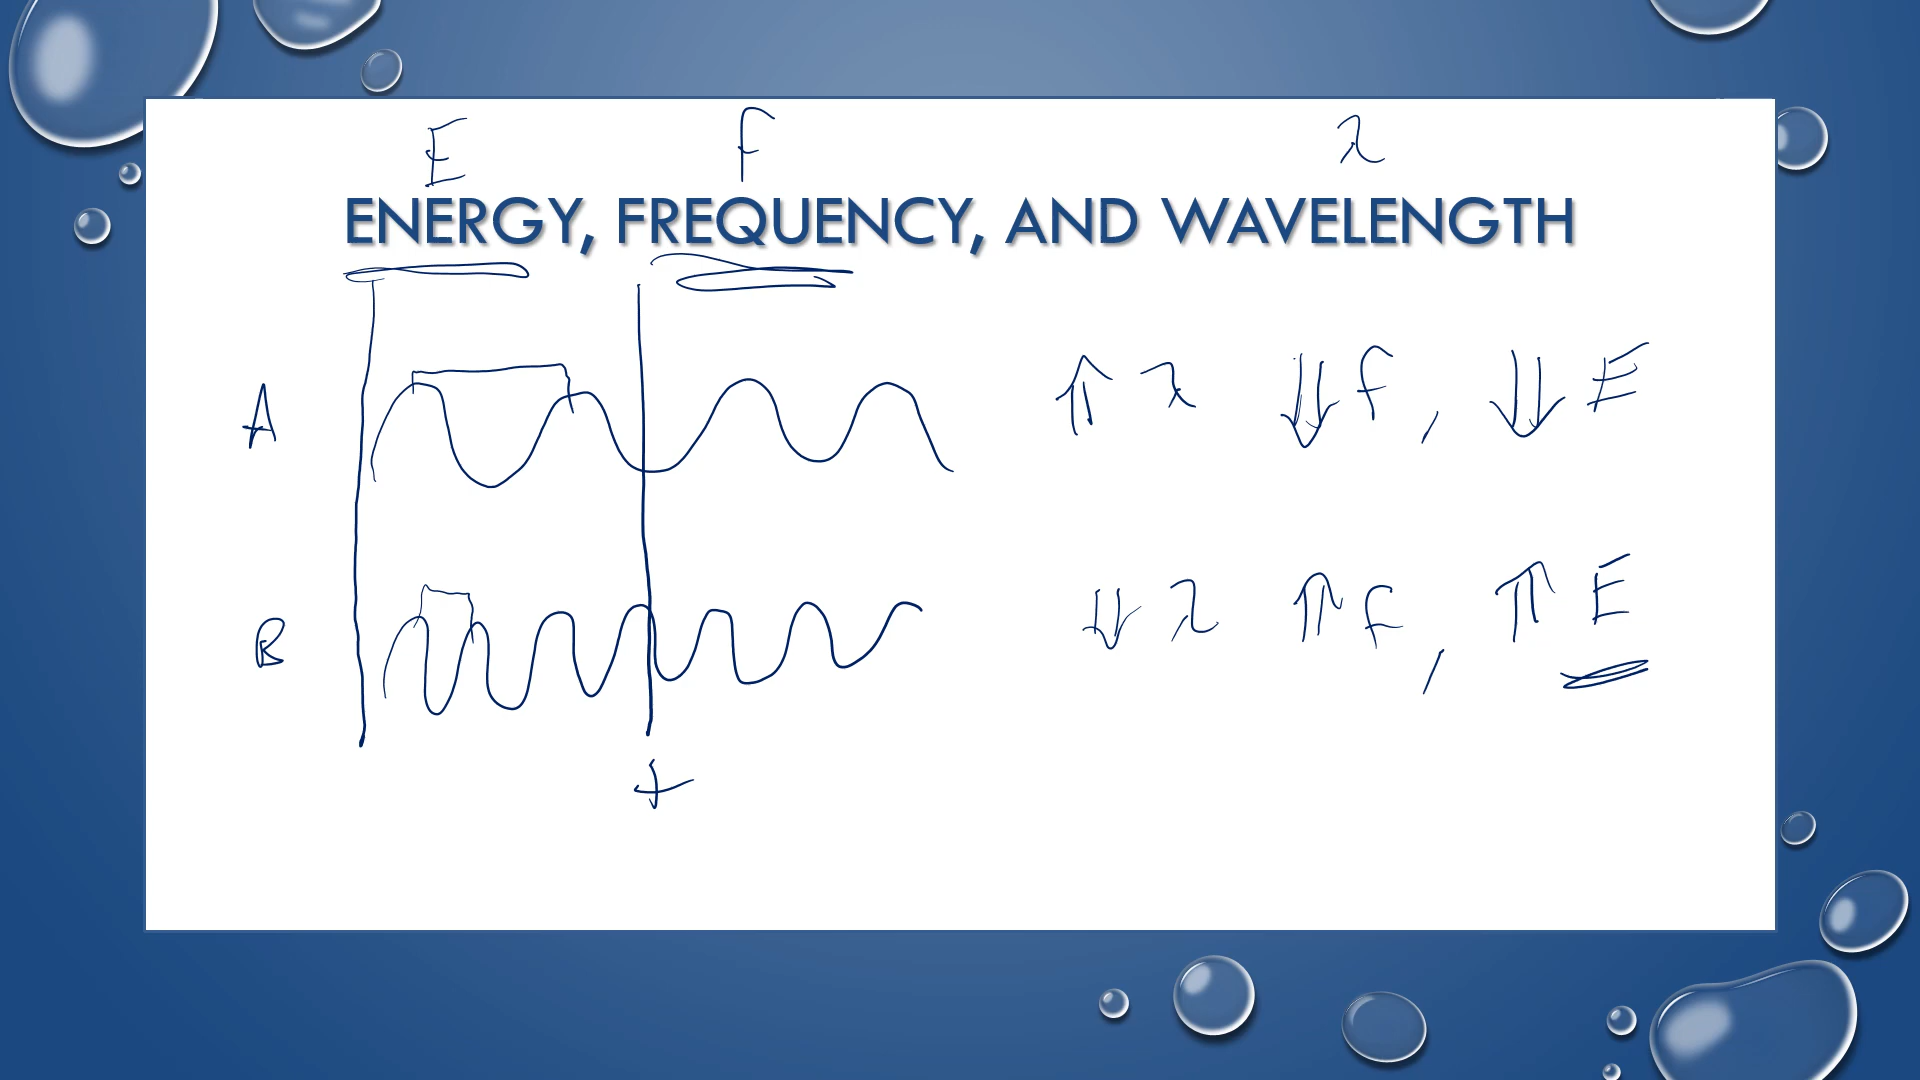 E f λ
ENERGY, FREQUENCY, AND WAVELENGTH
A ↑ λ ↓ f, ↓ E
B ↓ λ ↑ f, ↑ E
t